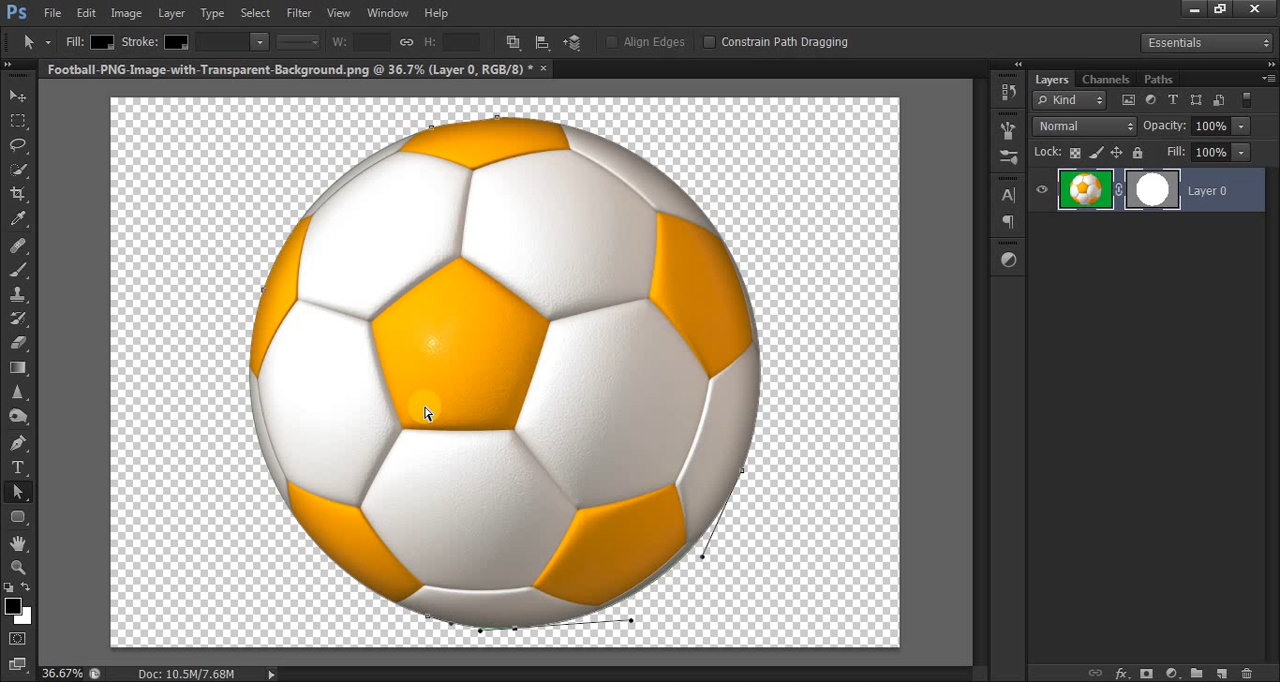 Ps File Edit Image Layer Type Select Filter View Window Help
Fill: Stroke: W: H: Align Edges Constrain Path Dragging Essentials
Football-PNG-Image-with-Transparent-Background.png @ 36.7% (Layer 0, RGB/8) * ×
Layers Channels Paths
Kind
Normal Opacity: 100%
Lock: Fill: 100%
Layer 0
36.67% Doc: 10.5M/7.68M